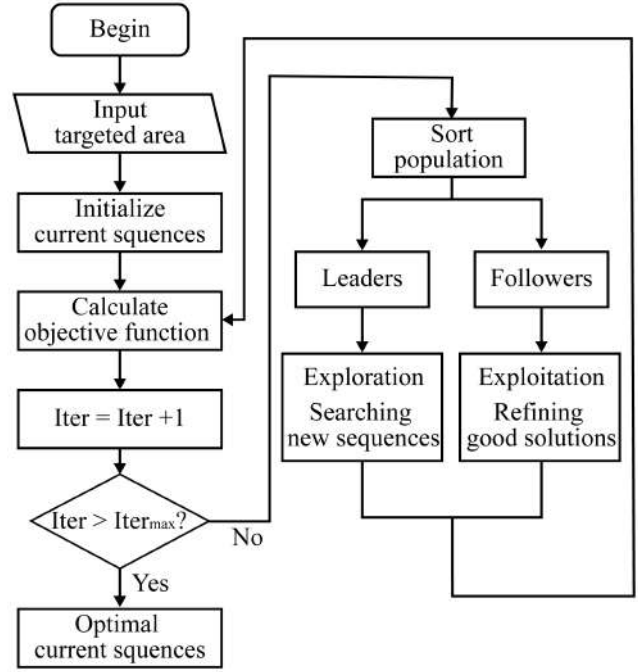 Begin
Input
targeted area
Initialize
current squences
Calculate
objective function
Iter = Iter +1
Iter > Itermax?
No
Yes
Optimal
current squences
Sort
population
Leaders
Followers
Exploration
Searching
new sequences
Exploitation
Refining
good solutions